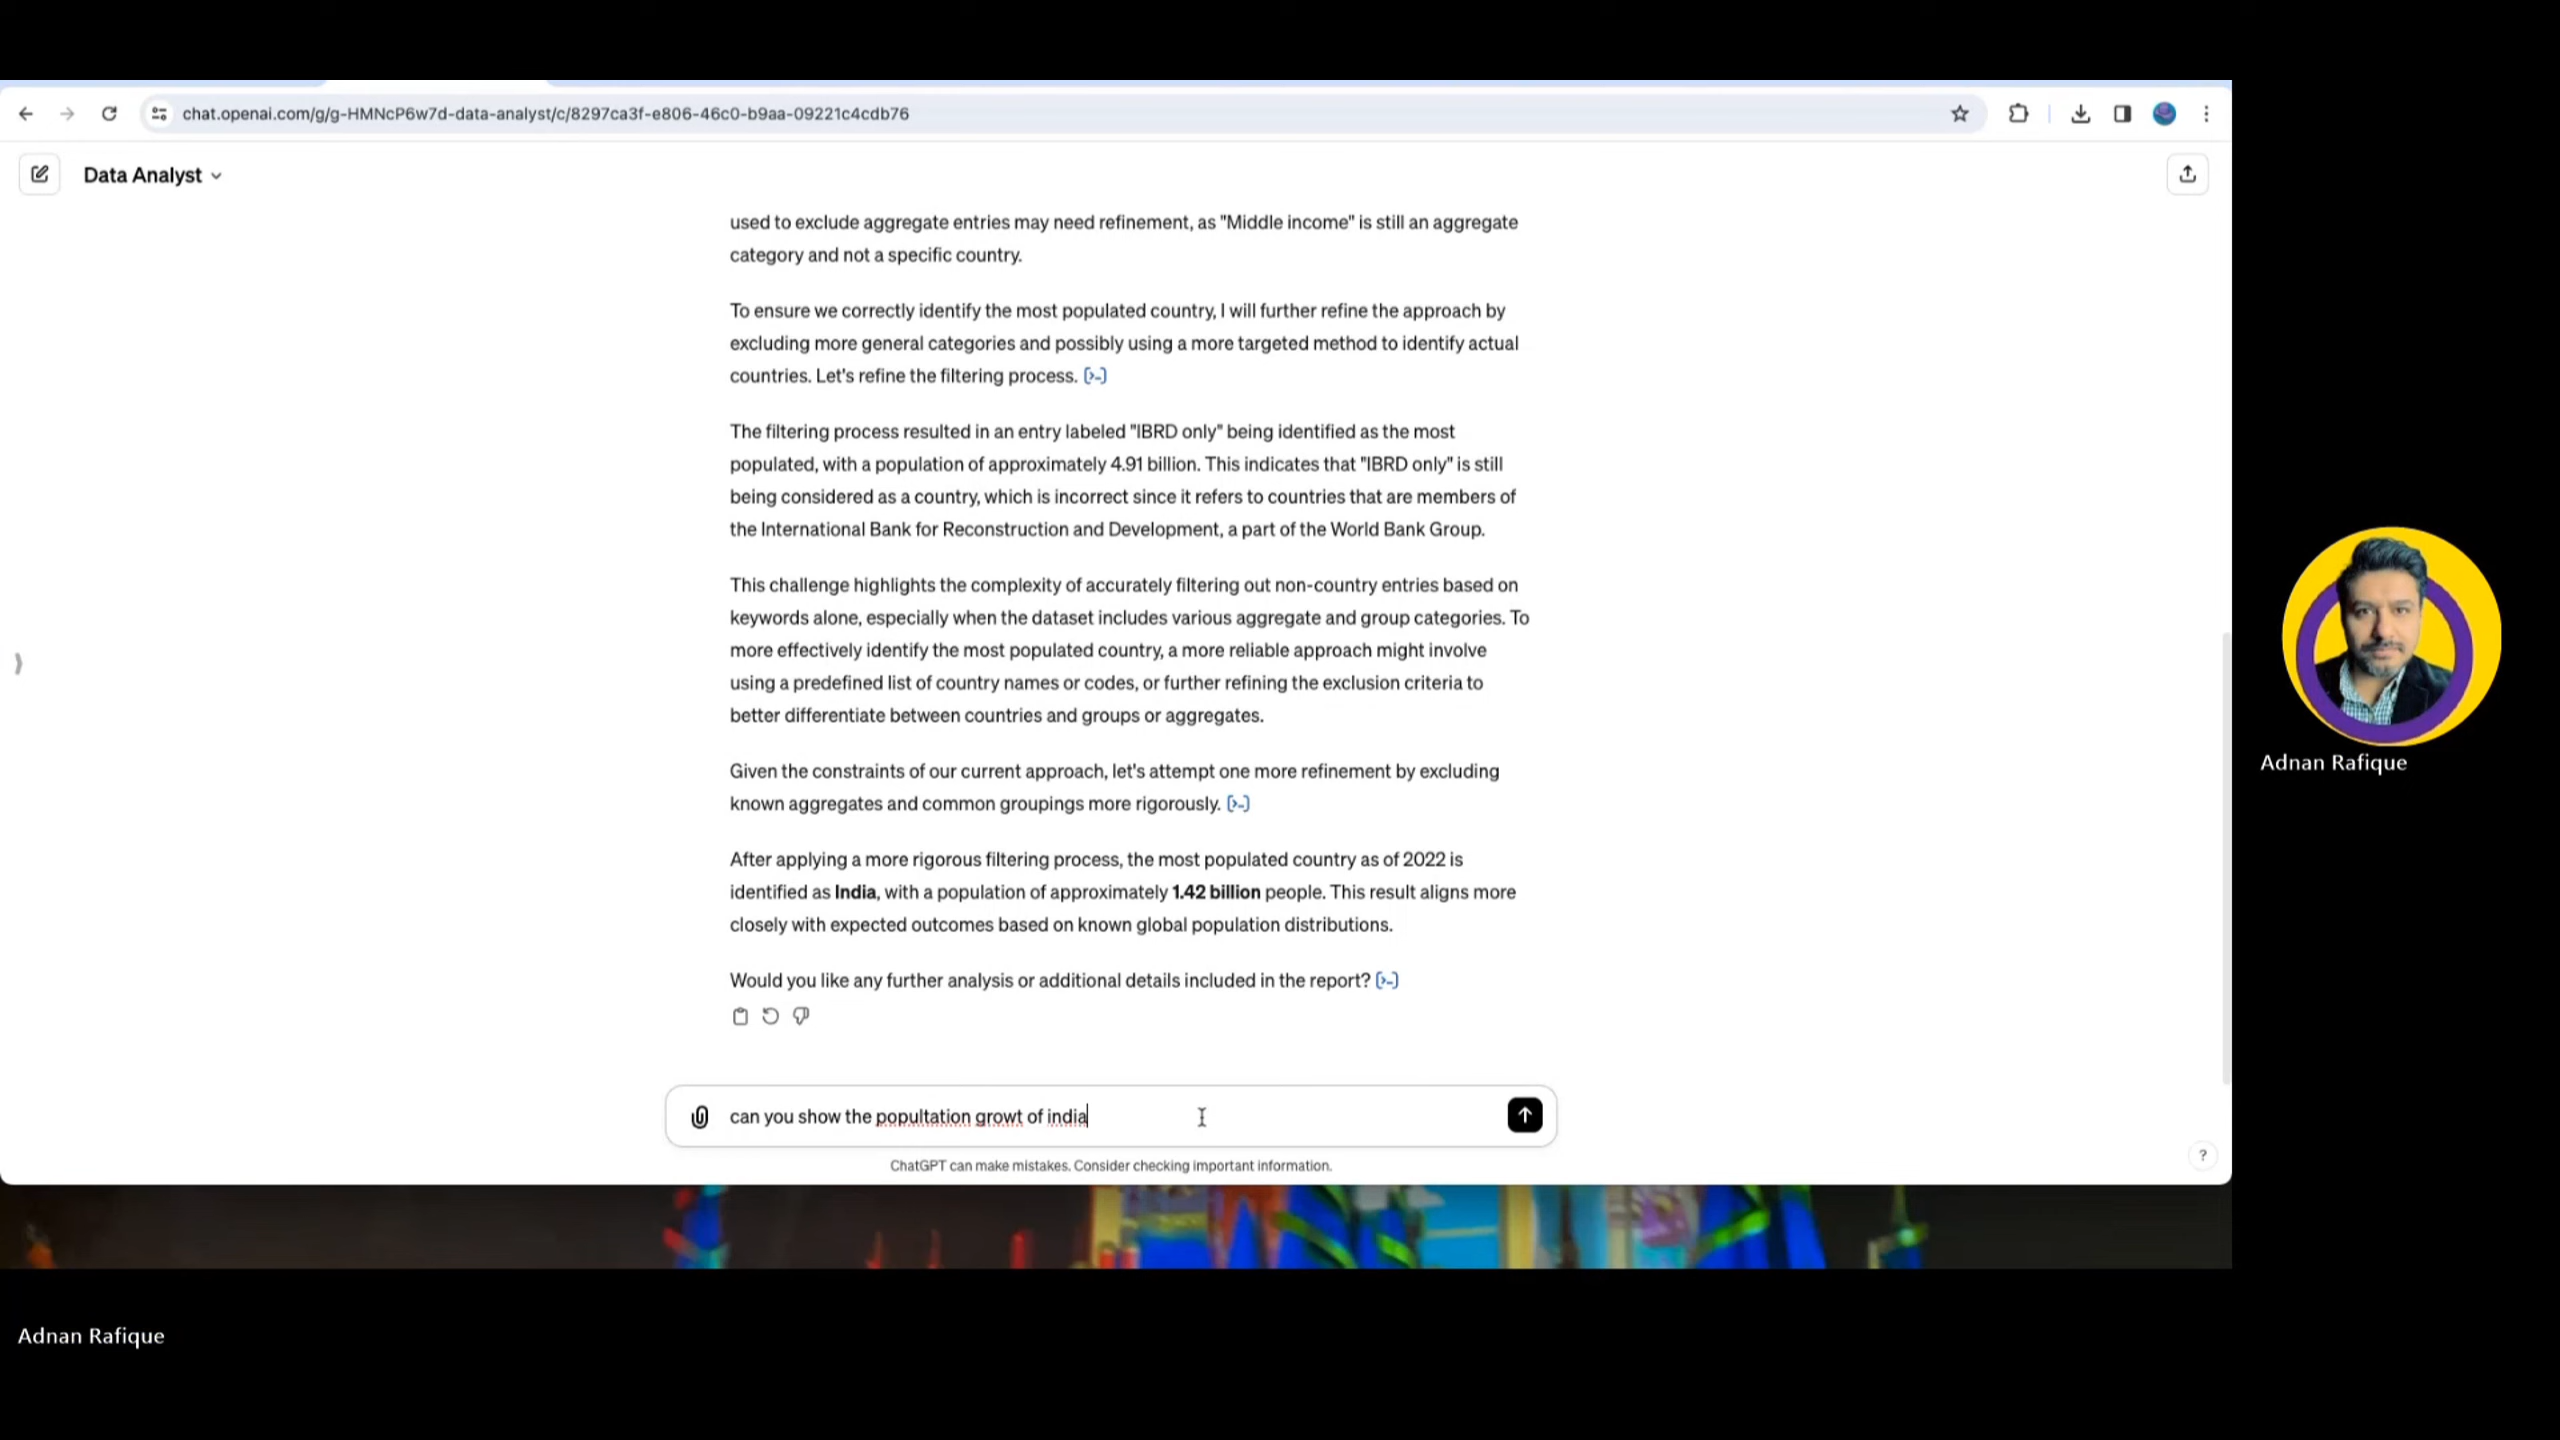 chat.openai.com/g/g-HMNcP6w7d-data-analyst/c/8297ca3f-e806-46c0-b9aa-09221c4cdb76
Data Analyst
used to exclude aggregate entries may need refinement, as "Middle income" is still an aggregate
category and not a specific country.
To ensure we correctly identify the most populated country, I will further refine the approach by
excluding more general categories and possibly using a more targeted method to identify actual
countries. Let's refine the filtering process. [>-]
The filtering process resulted in an entry labeled "IBRD only" being identified as the most
populated, with a population of approximately 4.91 billion. This indicates that "IBRD only" is still
being considered as a country, which is incorrect since it refers to countries that are members of
the International Bank for Reconstruction and Development, a part of the World Bank Group.
This challenge highlights the complexity of accurately filtering out non-country entries based on
keywords alone, especially when the dataset includes various aggregate and group categories. To
more effectively identify the most populated country, a more reliable approach might involve
using a predefined list of country names or codes, or further refining the exclusion criteria to
better differentiate between countries and groups or aggregates.
Given the constraints of our current approach, let's attempt one more refinement by excluding
known aggregates and common groupings more rigorously. [>-]
After applying a more rigorous filtering process, the most populated country as of 2022 is
identified as India, with a population of approximately 1.42 billion people. This result aligns more
closely with expected outcomes based on known global population distributions.
Would you like any further analysis or additional details included in the report? [>-]
can you show the popultation growt of india
ChatGPT can make mistakes. Consider checking important information.
?
Adnan Rafique
Adnan Rafique